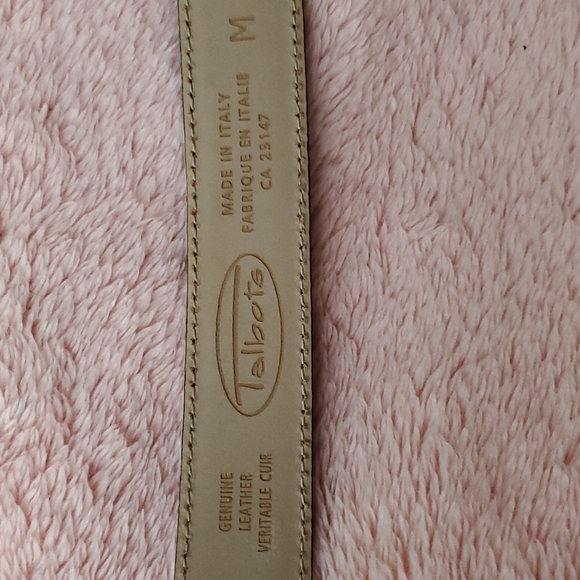 GENUINE
LEATHER
VERITABLE CUIR
Talbots
MADE IN ITALY
FABRIQUE EN ITALIE
CA 23147
M